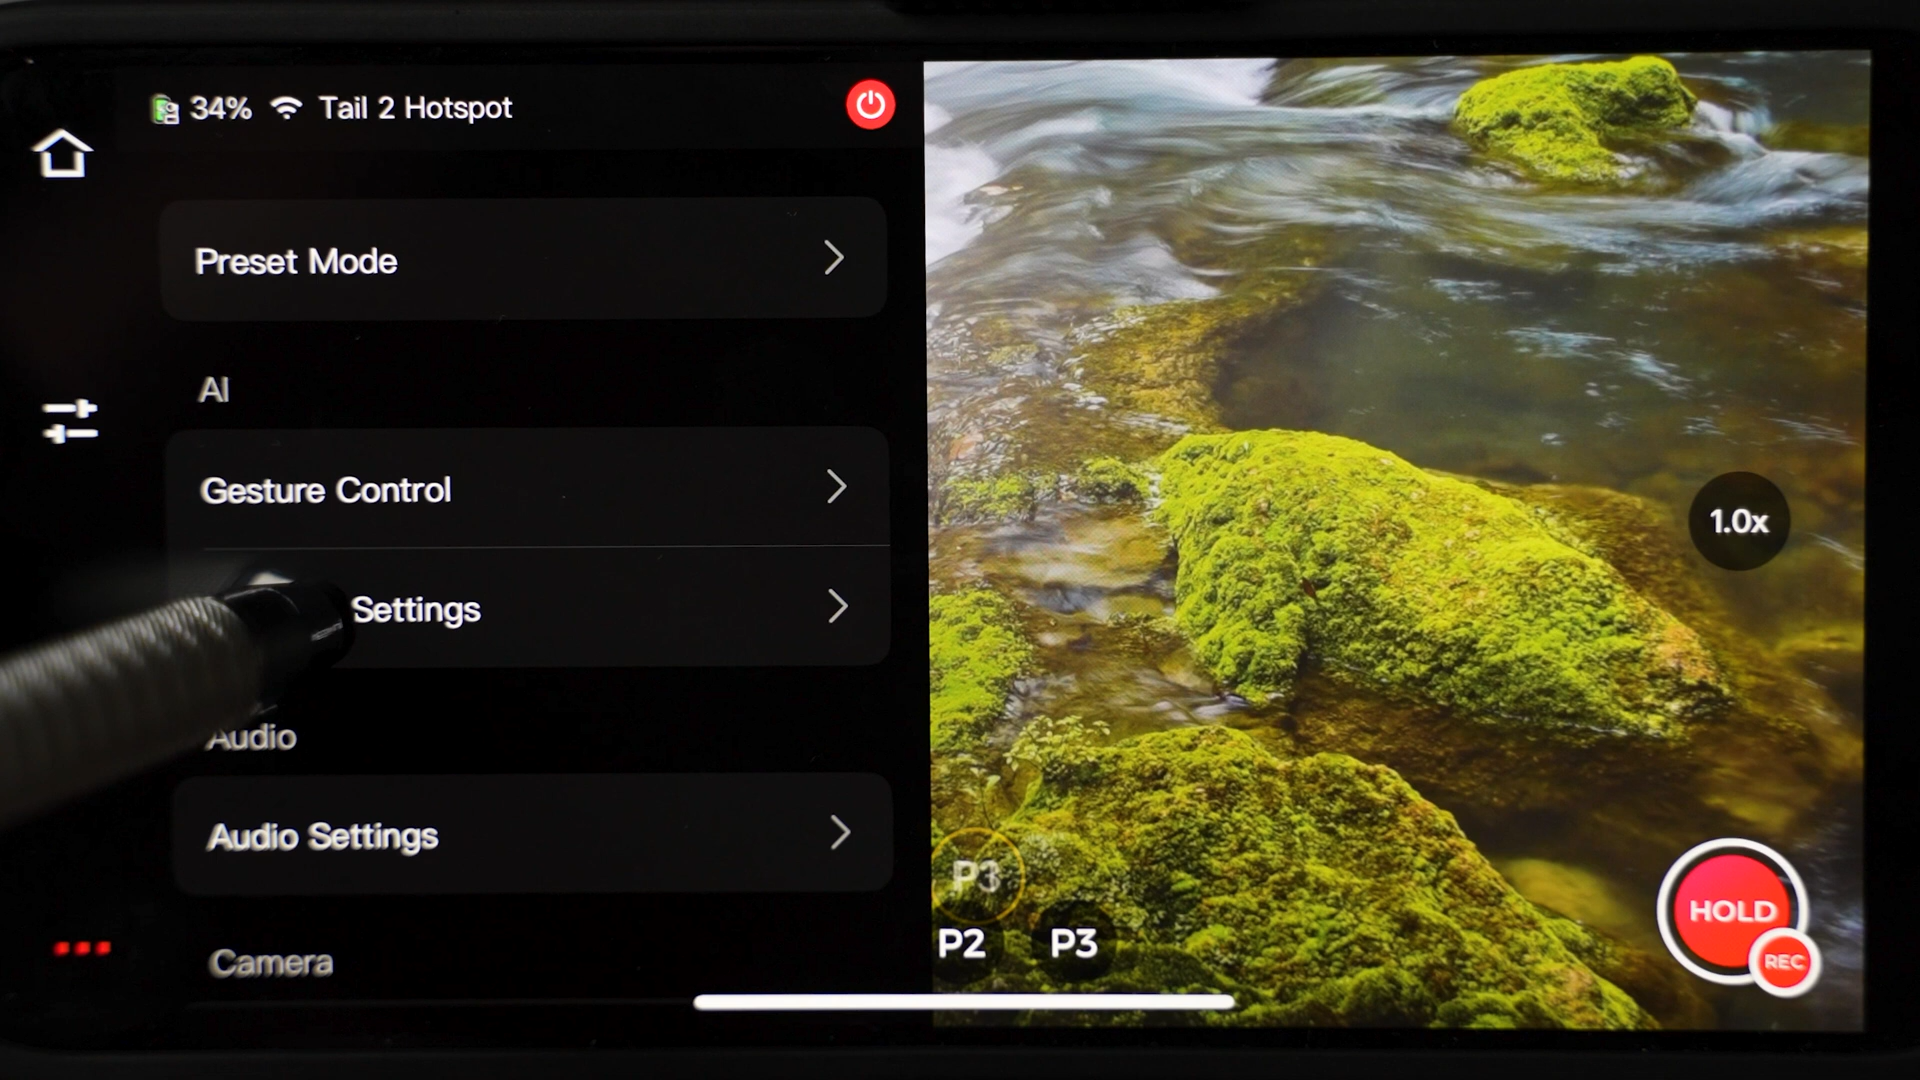 34% Tail 2 Hotspot
Preset Mode
AI
Gesture Control
Settings
Audio
Audio Settings
Camera
1.0x
P3
P2 P3
HOLD
REC